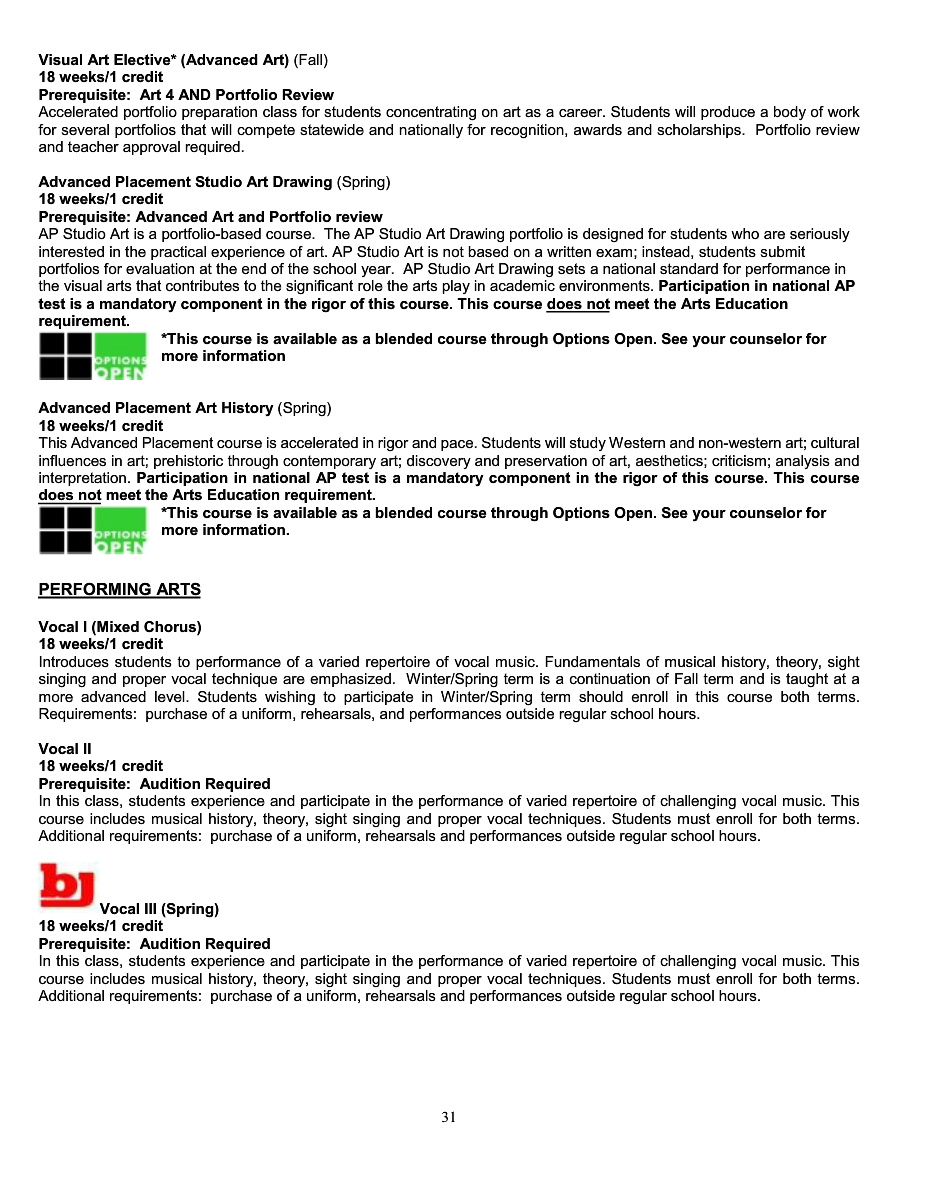 Visual Art Elective* (Advanced Art) (Fall)
18 weeks/1 credit
Prerequisite:  Art 4 AND Portfolio Review
Accelerated portfolio preparation class for students concentrating on art as a career. Students will produce a body of work
for several portfolios that will compete statewide and nationally for recognition, awards and scholarships.  Portfolio review
and teacher approval required.
Advanced Placement Studio Art Drawing (Spring)
18 weeks/1 credit
Prerequisite: Advanced Art and Portfolio review
AP Studio Art is a portfolio-based course.  The AP Studio Art Drawing portfolio is designed for students who are seriously
interested in the practical experience of art. AP Studio Art is not based on a written exam; instead, students submit
portfolios for evaluation at the end of the school year.  AP Studio Art Drawing sets a national standard for performance in
the visual arts that contributes to the significant role the arts play in academic environments. Participation in national AP
test is a mandatory component in the rigor of this course. This course does not meet the Arts Education
requirement.
OPTIONS
OPEN
*This course is available as a blended course through Options Open. See your counselor for
more information
Advanced Placement Art History (Spring)
18 weeks/1 credit
This Advanced Placement course is accelerated in rigor and pace. Students will study Western and non-western art; cultural
influences in art; prehistoric through contemporary art; discovery and preservation of art, aesthetics; criticism; analysis and
interpretation. Participation in national AP test is a mandatory component in the rigor of this course. This course
does not meet the Arts Education requirement.
OPTIONS
OPEN
*This course is available as a blended course through Options Open. See your counselor for
more information.
PERFORMING ARTS
Vocal I (Mixed Chorus)
18 weeks/1 credit
Introduces students to performance of a varied repertoire of vocal music. Fundamentals of musical history, theory, sight
singing and proper vocal technique are emphasized.  Winter/Spring term is a continuation of Fall term and is taught at a
more advanced level. Students wishing to participate in Winter/Spring term should enroll in this course both terms.
Requirements:  purchase of a uniform, rehearsals, and performances outside regular school hours.
Vocal II
18 weeks/1 credit
Prerequisite:  Audition Required
In this class, students experience and participate in the performance of varied repertoire of challenging vocal music. This
course includes musical history, theory, sight singing and proper vocal techniques. Students must enroll for both terms.
Additional requirements:  purchase of a uniform, rehearsals and performances outside regular school hours.
bj
Vocal III (Spring)
18 weeks/1 credit
Prerequisite:  Audition Required
In this class, students experience and participate in the performance of varied repertoire of challenging vocal music. This
course includes musical history, theory, sight singing and proper vocal techniques. Students must enroll for both terms.
Additional requirements:  purchase of a uniform, rehearsals and performances outside regular school hours.
31